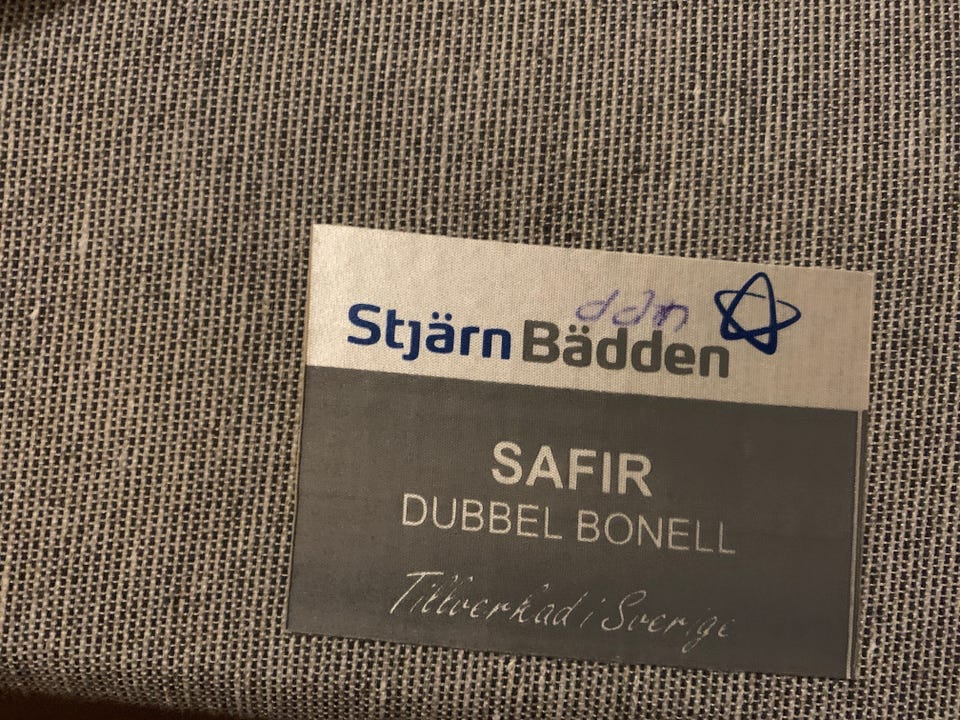 StjärnBädden
SAFIR
DUBBEL BONELL
Tillverkad i Sverige